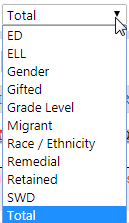 Total
ED
ELL
Gender
Gifted
Grade Level
Migrant
Race / Ethnicity
Remedial
Retained
SWD
Total